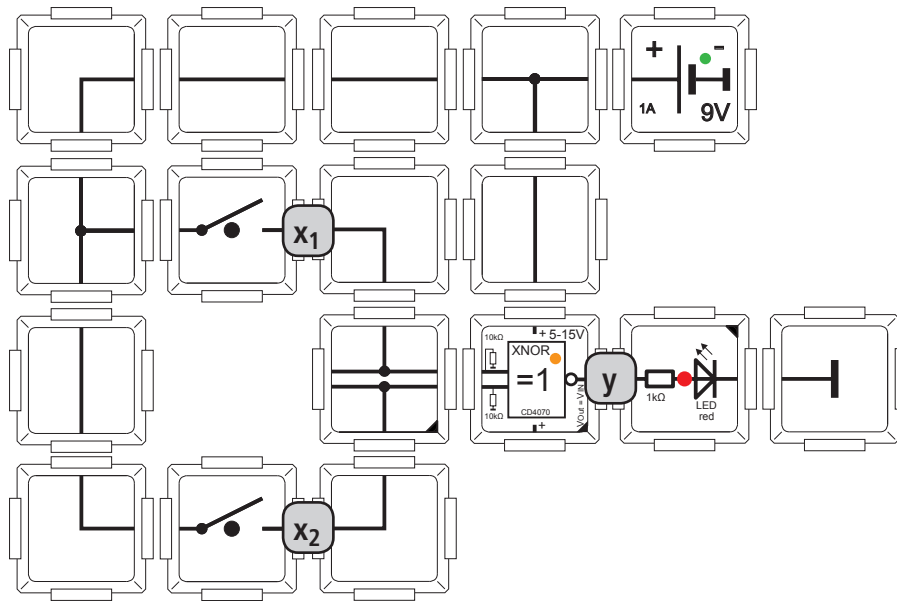 + -
1A 9V
x1
10kΩ + 5-15V
XNOR
=1
CD4070
10kΩ +
VOut = VIN
y
1kΩ
LED
red
x2